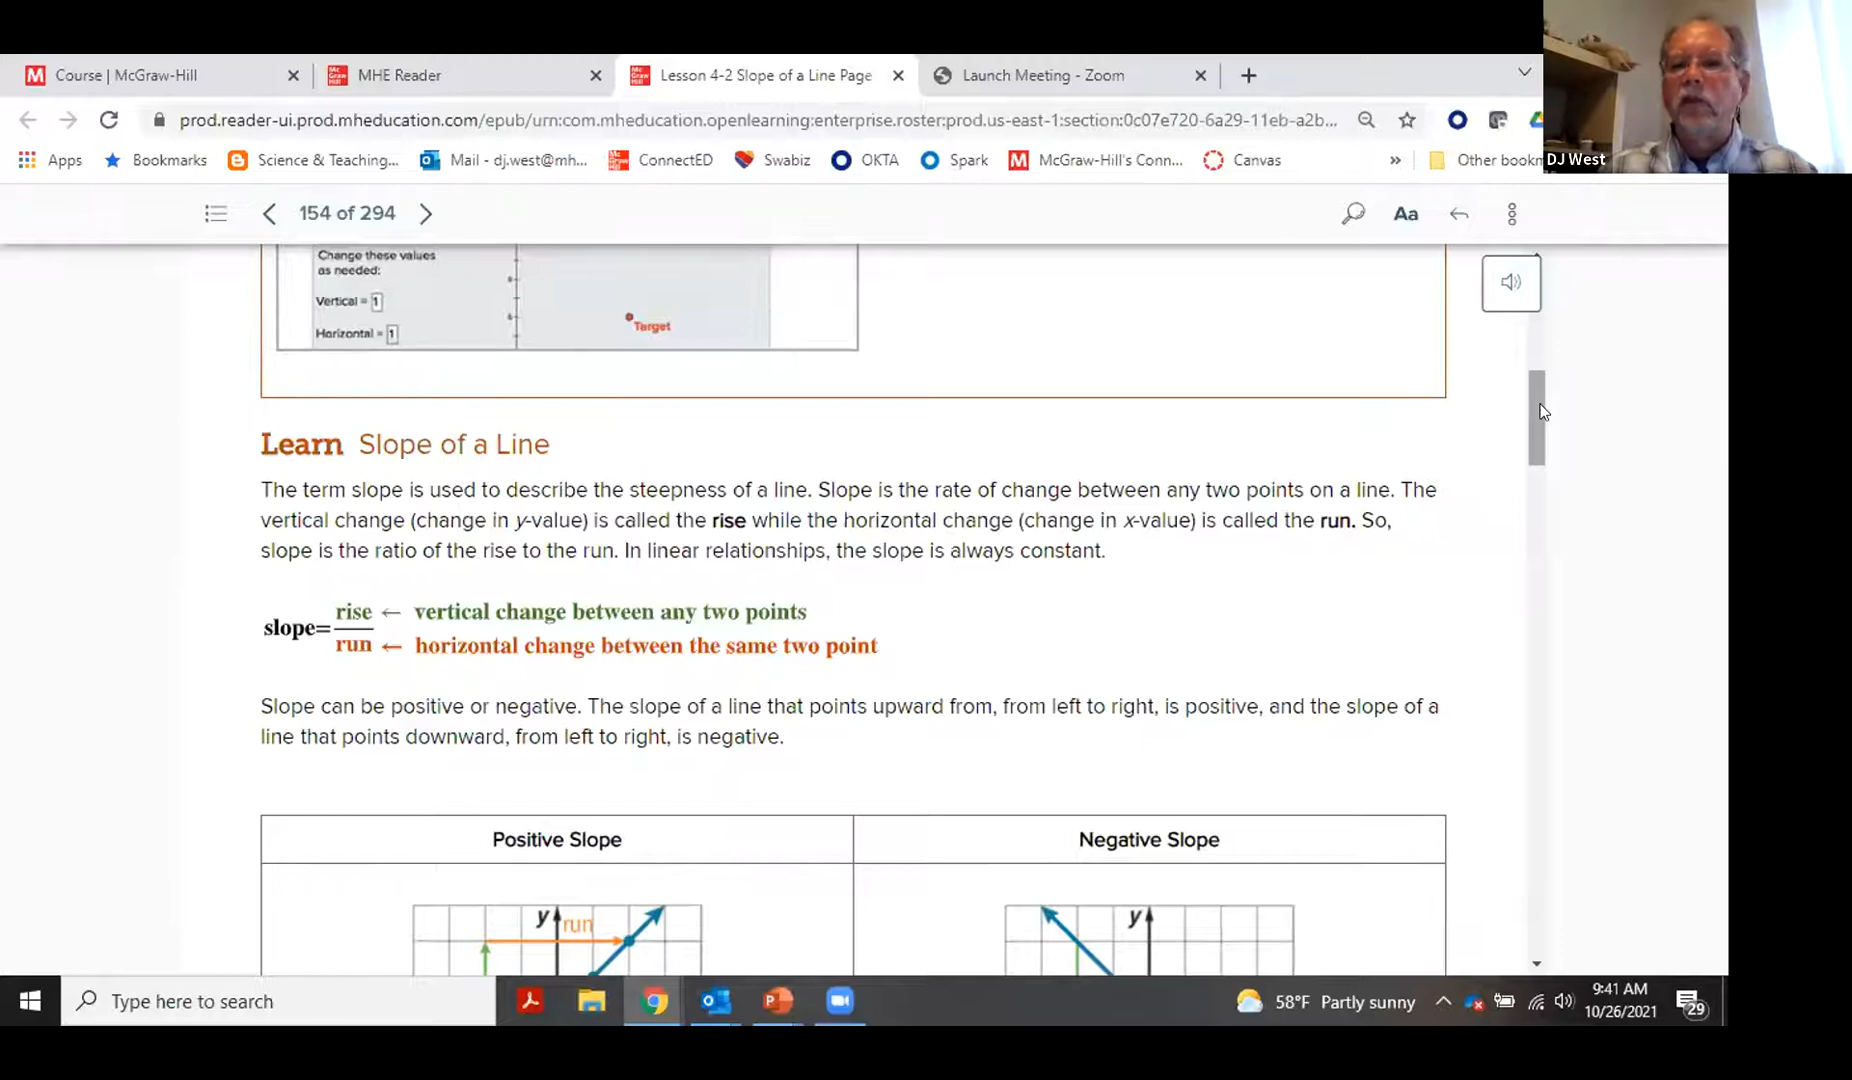 Course | McGraw-Hill
MHE Reader
Lesson 4-2 Slope of a Line Page
Launch Meeting - Zoom
prod.reader-ui.prod.mheducation.com/epub/urn:com.mheducation.openlearning:enterprise.roster:prod.us-east-1:section:0c07e720-6a29-11eb-a2b...
Apps
Bookmarks
Science & Teaching...
Mail - dj.west@mh...
ConnectED
Swabiz
OKTA
Spark
McGraw-Hill's Conn...
Canvas
»
Other bookm
DJ West
154 of 294
Aa
Change these values
as needed:
Vertical = 1
Horizontal = 1
Target
Learn Slope of a Line
The term slope is used to describe the steepness of a line. Slope is the rate of change between any two points on a line. The
vertical change (change in y-value) is called the rise while the horizontal change (change in x-value) is called the run. So,
slope is the ratio of the rise to the run. In linear relationships, the slope is always constant.
rise ← vertical change between any two points
slope=
run ← horizontal change between the same two point
Slope can be positive or negative. The slope of a line that points upward from, from left to right, is positive, and the slope of a
line that points downward, from left to right, is negative.
Positive Slope
Negative Slope
y
run
y
Type here to search
58°F Partly sunny
9:41 AM
10/26/2021
29